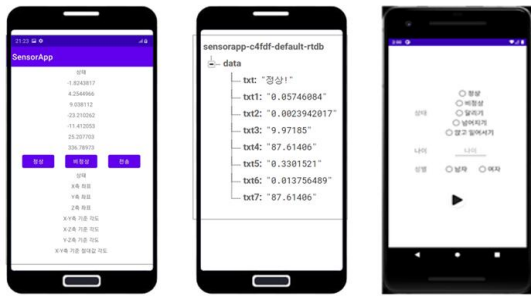 21:23
SensorApp
상태
-1.8243817
4.2544966
9.038112
-23.210262
-11.412053
25.207703
336.78973
정상
비정상
전송
상태
X축 좌표
Y축 좌표
Z축 좌표
X-Y축 기준 각도
X-Z축 기준 각도
Y-Z축 기준 각도
X-Y축 기준 절대값 각도
sensorapp-c4fdf-default-rtdb
data
txt: "정상!"
txt1: "0.05746084"
txt2: "0.0023942017"
txt3: "9.97185"
txt4: "87.61406"
txt5: "0.3301521"
txt6: "0.013756489"
txt7: "87.61406"
정상
비정상
달리기
상태
넘어지기
앉고 일어서기
나이
나이
성별
남자
여자